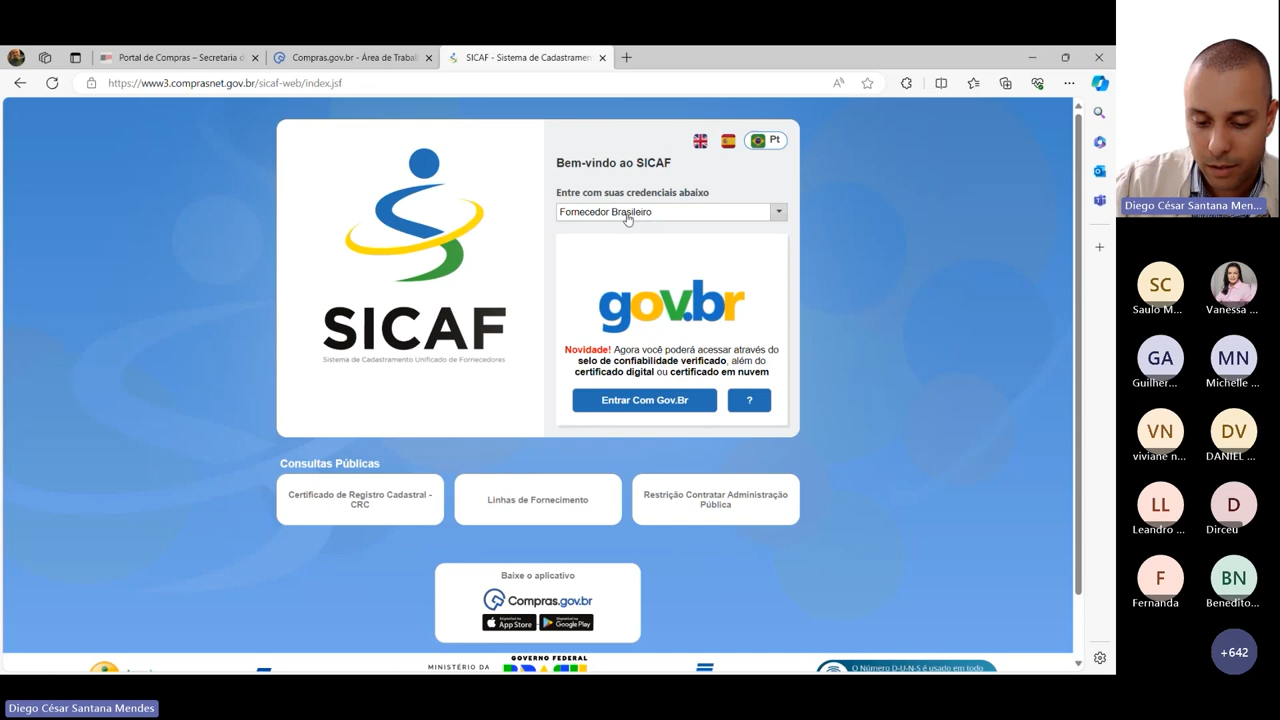 Portal de Compras – Secretaria d
Compras.gov.br - Área de Trabal
SICAF - Sistema de Cadastramen
https://www3.comprasnet.gov.br/sicaf-web/index.jsf
Pt
Bem-vindo ao SICAF
Entre com suas credenciais abaixo
Fornecedor Brasileiro
SICAF
Sistema de Cadastramento Unificado de Fornecedores
gov.br
Novidade! Agora você poderá acessar através do
selo de confiabilidade verificado, além do
certificado digital ou certificado em nuvem
Entrar Com Gov.Br
?
Consultas Públicas
Certificado de Registro Cadastral -
CRC
Linhas de Fornecimento
Restrição Contratar Administração
Pública
Baixe o aplicativo
Compras.gov.br
Disponível na
App Store
Disponível no
Google Play
MINISTÉRIO DA
GOVERNO FEDERAL
O Número D-U-N-S é usado em todo
Diego César Santana Men...
SC
Saulo M...
Vanessa ...
GA
Guilher...
MN
Michelle ...
VN
viviane n...
DV
DANIEL ...
LL
Leandro ...
D
Dirceu
F
Fernanda
BN
Benedito...
+642
Diego César Santana Mendes